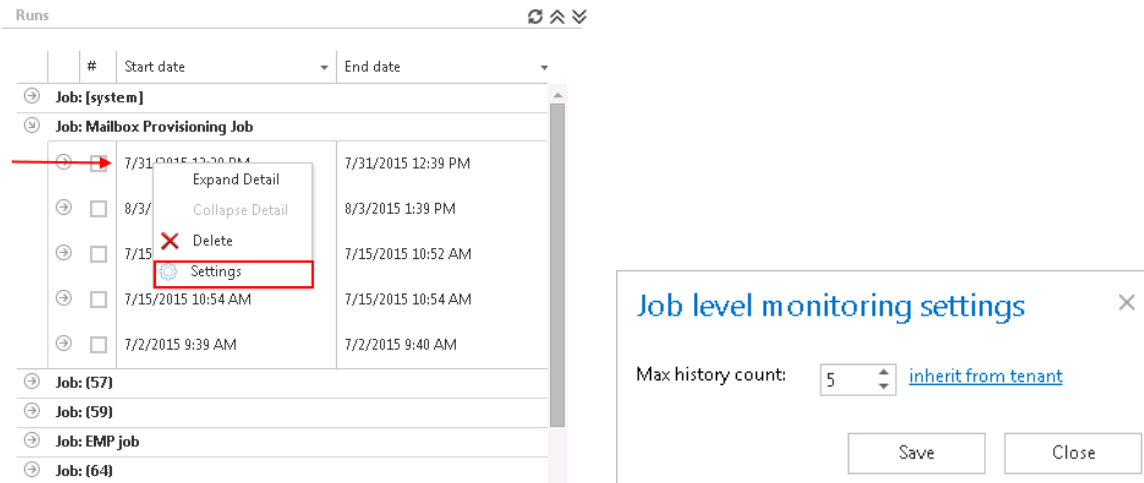 Runs
# Start date End date
Job: [system]
Job: Mailbox Provisioning Job
7/31/2015 12:39 PM
Expand Detail
8/3/ 8/3/2015 1:39 PM
Collapse Detail
7/15 7/15/2015 10:52 AM
Delete
Settings
7/15/2015 10:54 AM 7/15/2015 10:54 AM
7/2/2015 9:39 AM 7/2/2015 9:40 AM
Job: (57)
Job: (59)
Job: EMP job
Job: (64)
Job level monitoring settings
Max history count: 5 inherit from tenant
Save Close